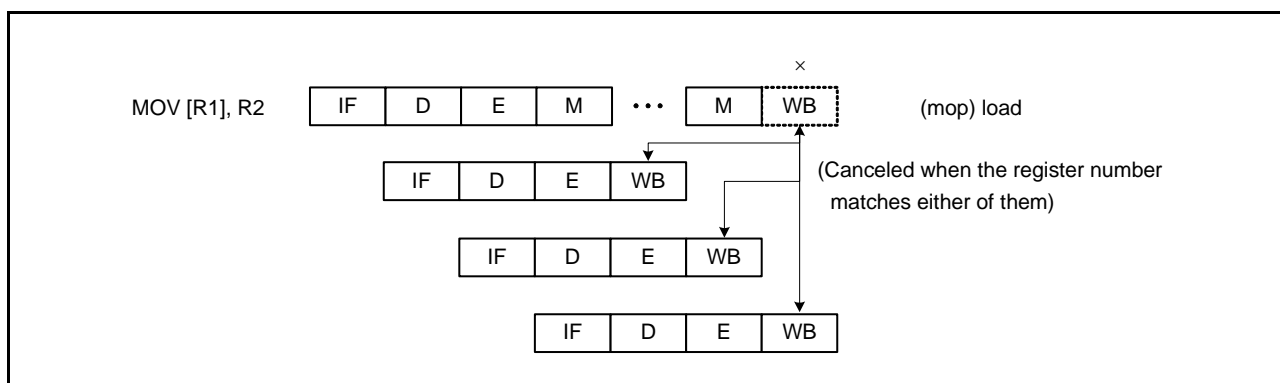 ×
MOV [R1], R2 IF D E M ••• M WB (mop) load
IF D E WB
(Canceled when the register number
matches either of them)
IF D E WB
IF D E WB